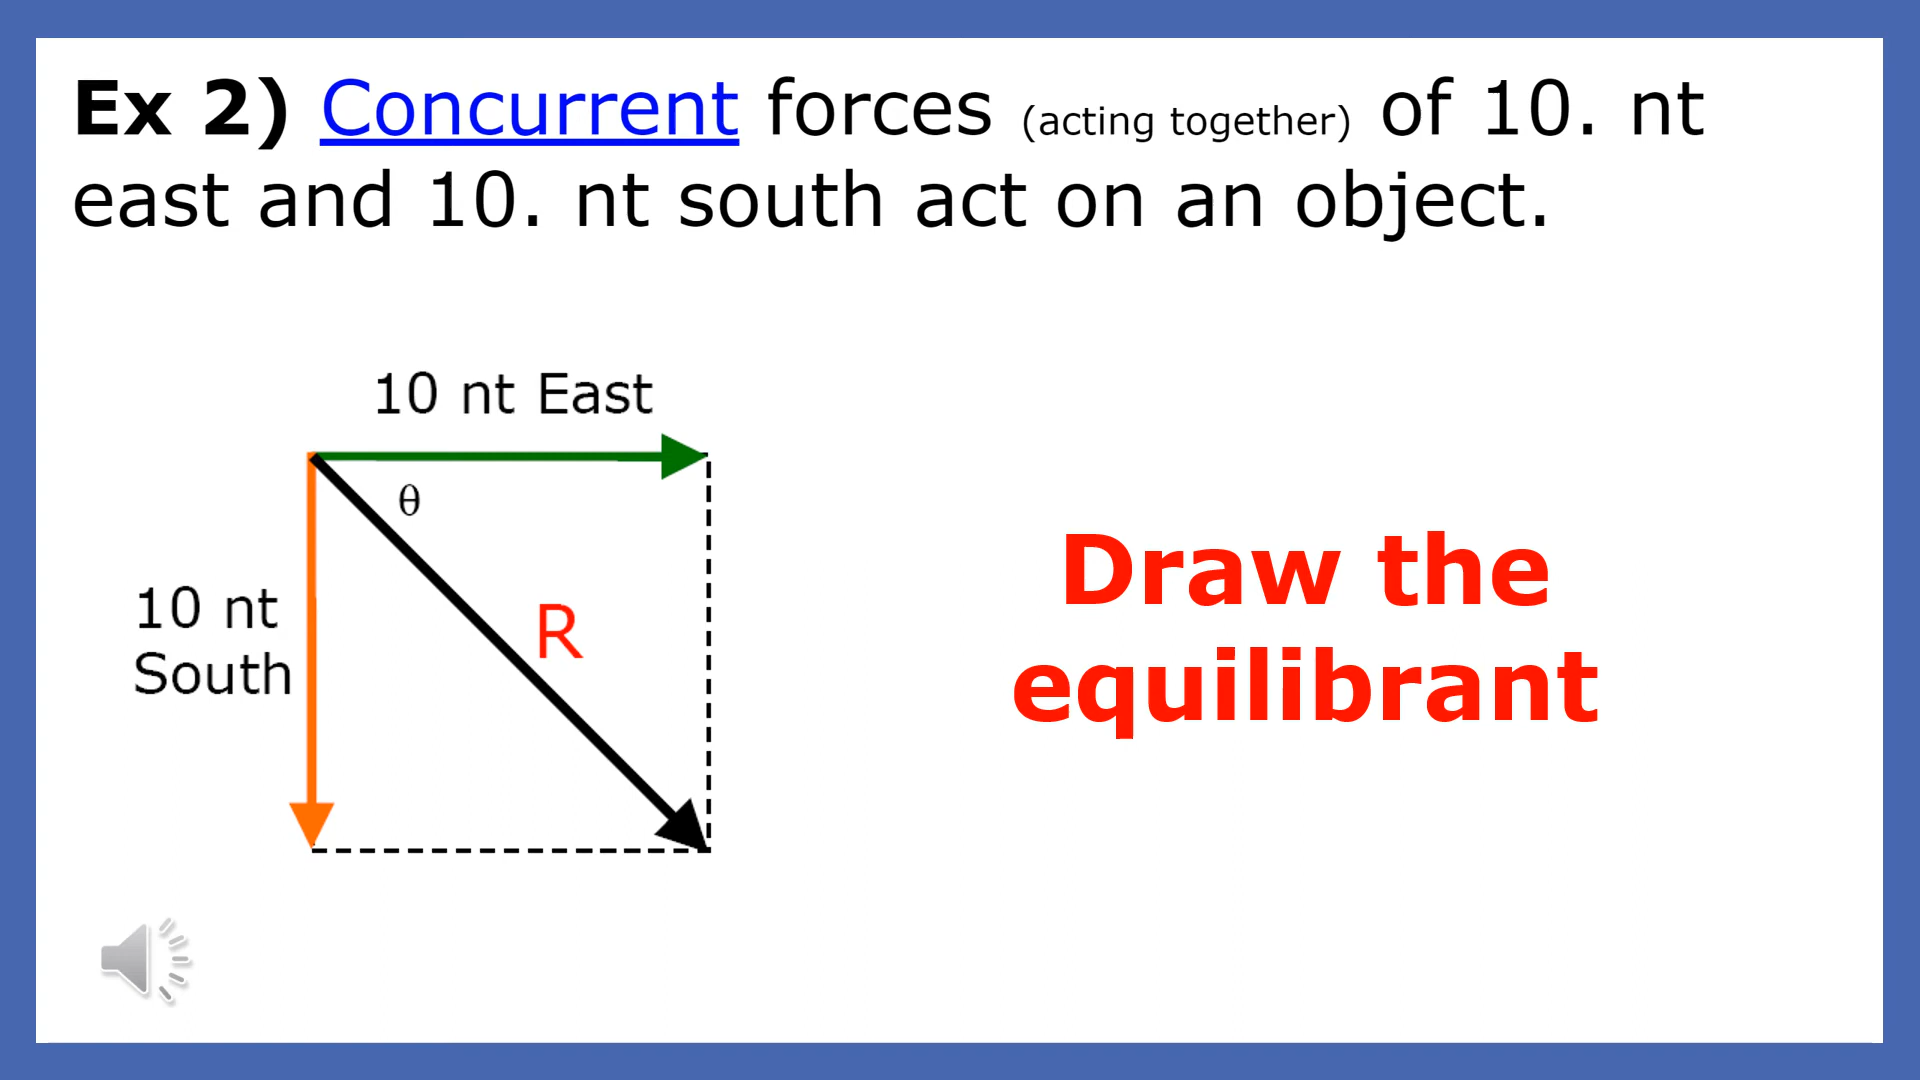 Ex 2) Concurrent forces (acting together) of 10. nt
east and 10. nt south act on an object.
10 nt East
θ
10 nt
South
R
Draw the
equilibrant